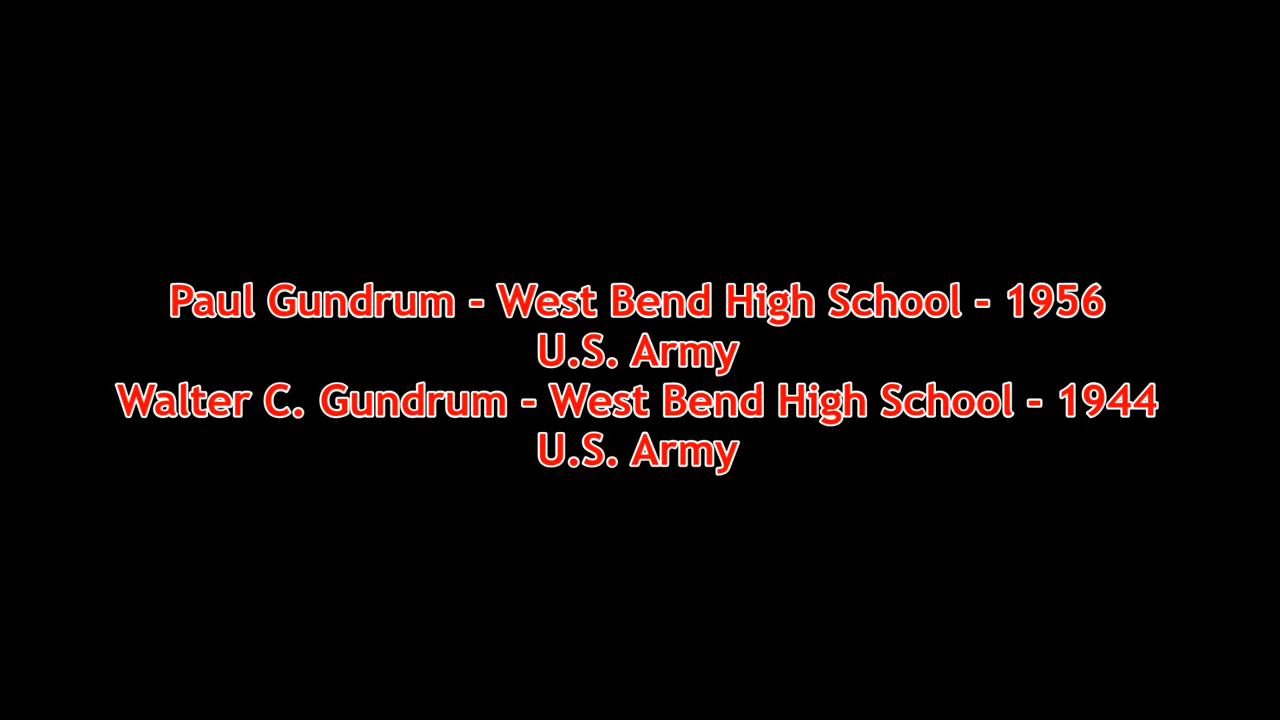 Paul Gundrum - West Bend High School - 1956
U.S. Army
Walter C. Gundrum - West Bend High School - 1944
U.S. Army